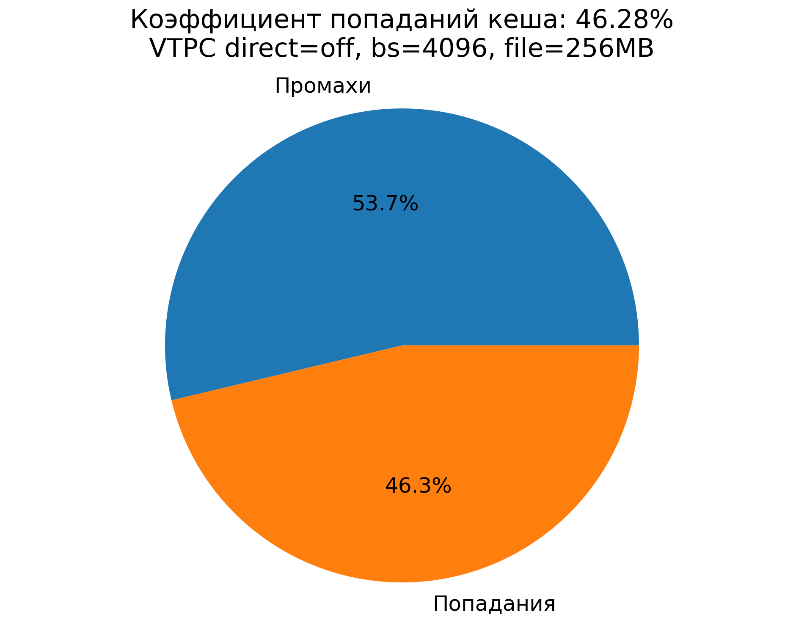 Коэффициент попаданий кеша: 46.28%
VTPC direct=off, bs=4096, file=256MB
Промахи
53.7%
46.3%
Попадания